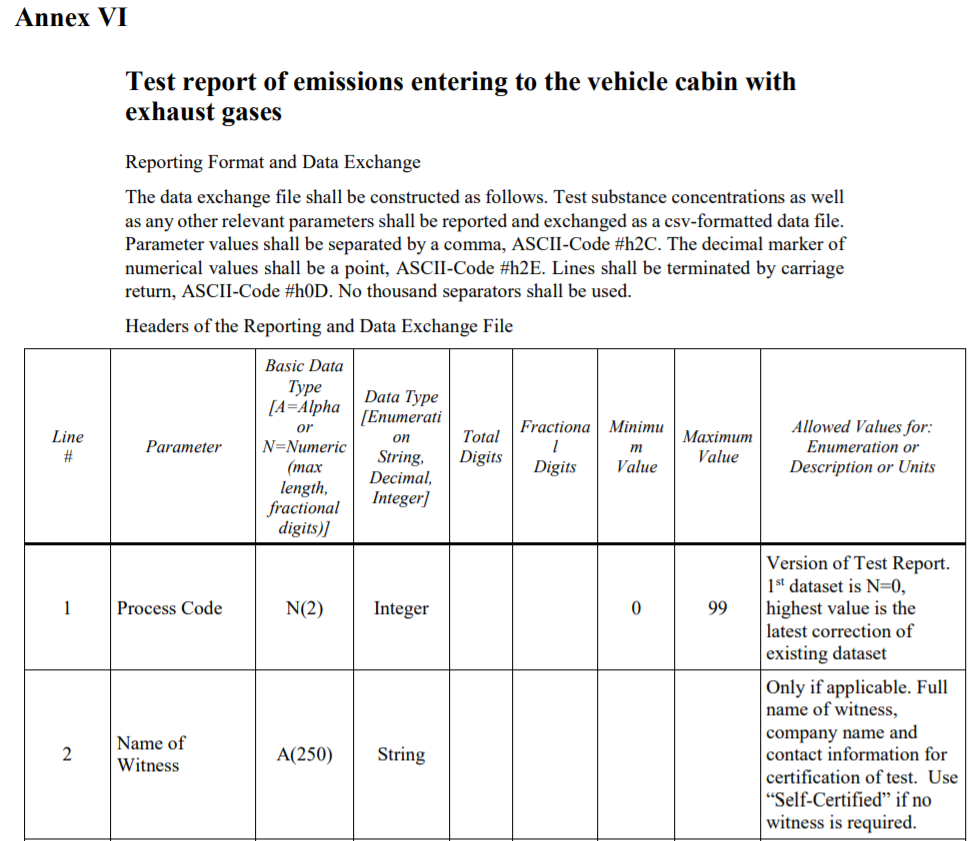 Annex VI
Test report of emissions entering to the vehicle cabin with
exhaust gases
Reporting Format and Data Exchange
The data exchange file shall be constructed as follows. Test substance concentrations as well
as any other relevant parameters shall be reported and exchanged as a csv-formatted data file.
Parameter values shall be separated by a comma, ASCII-Code #h2C. The decimal marker of
numerical values shall be a point, ASCII-Code #h2E. Lines shall be terminated by carriage
return, ASCII-Code #h0D. No thousand separators shall be used.
Headers of the Reporting and Data Exchange File
Line
#
Parameter
Basic Data
Type
[A=Alpha
or
N=Numeric
(max
length,
fractional
digits)]
Data Type
[Enumerati
on
String,
Decimal,
Integer]
Total
Digits
Fractiona
l
Digits
Minimu
m
Value
Maximum
Value
Allowed Values for:
Enumeration or
Description or Units
1
Process Code
N(2)
Integer
0
99
Version of Test Report.
1st dataset is N=0,
highest value is the
latest correction of
existing dataset
2
Name of
Witness
A(250)
String
Only if applicable. Full
name of witness,
company name and
contact information for
certification of test. Use
“Self-Certified” if no
witness is required.